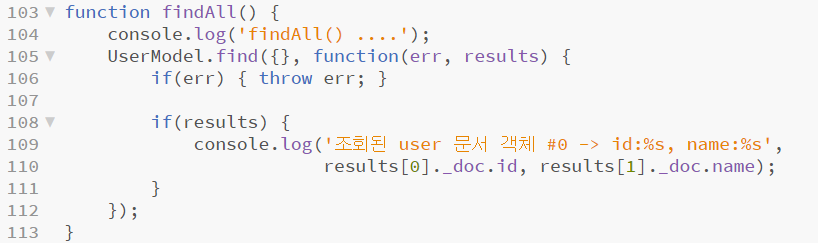 103 ▼ function findAll() {
104 console.log('findAll() ....');
105 ▼ UserModel.find({}, function(err, results) {
106 if(err) { throw err; }
107
108 ▼ if(results) {
109 console.log('조회된 user 문서 객체 #0 -> id:%s, name:%s',
110 results[0]._doc.id, results[1]._doc.name);
111 }
112 });
113 }